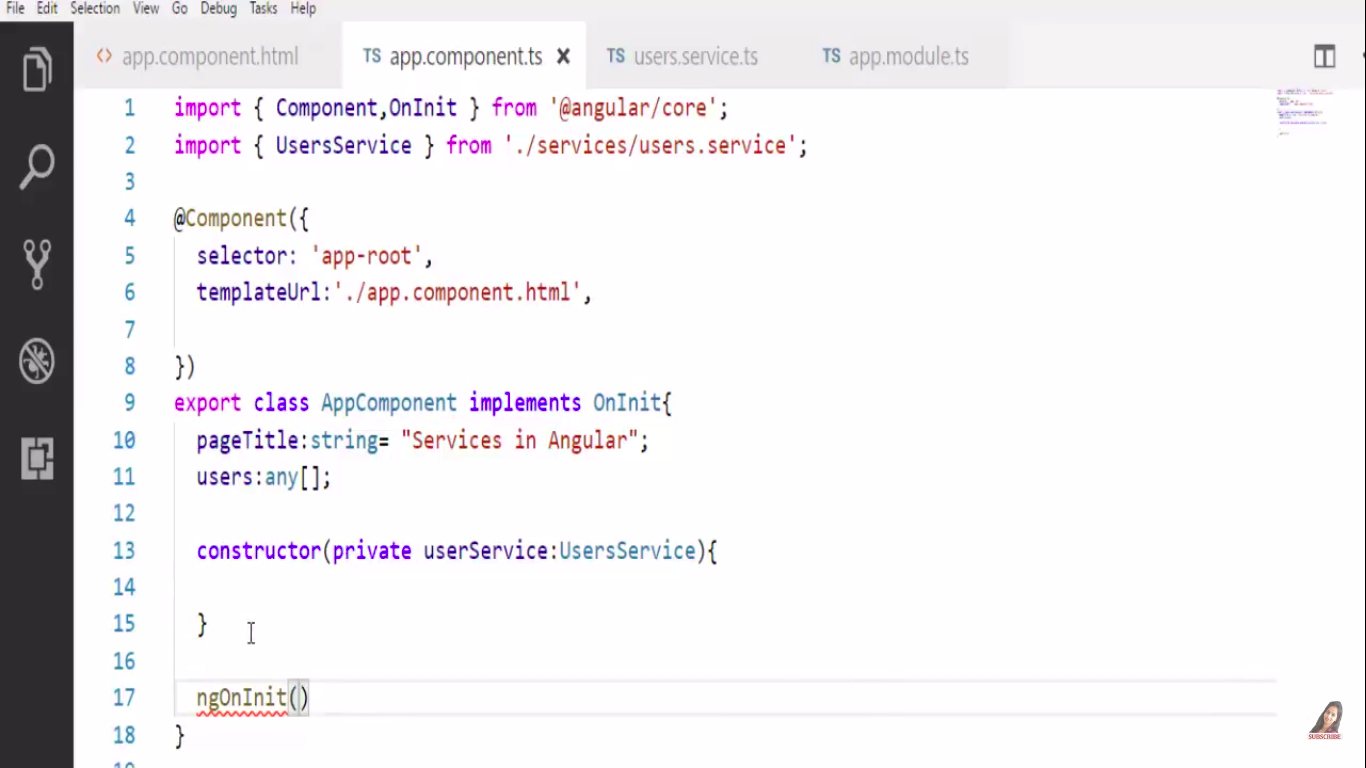 File Edit Selection View Go Debug Tasks Help
<> app.component.html TS app.component.ts × TS users.service.ts TS app.module.ts
1 import { Component,OnInit } from '@angular/core';
2 import { UsersService } from './services/users.service';
3
4 @Component({
5 selector: 'app-root',
6 templateUrl:'./app.component.html',
7
8 })
9 export class AppComponent implements OnInit{
10 pageTitle:string= "Services in Angular";
11 users:any[];
12
13 constructor(private userService:UsersService){
14
15 }
16
17 ngOnInit()
18 }
SUBSCRIBE